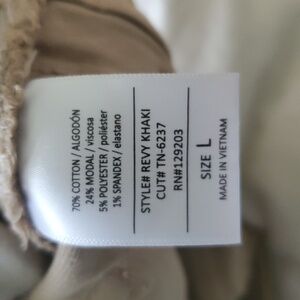 70% COTTON / ALGODÓN
24% MODAL / viscosa
5% POLYESTER / poliéster
1% SPANDEX / elastano
STYLE# REVY KHAKI
CUT# TN-6237
RN#129203
SIZE L
MADE IN VIETNAM